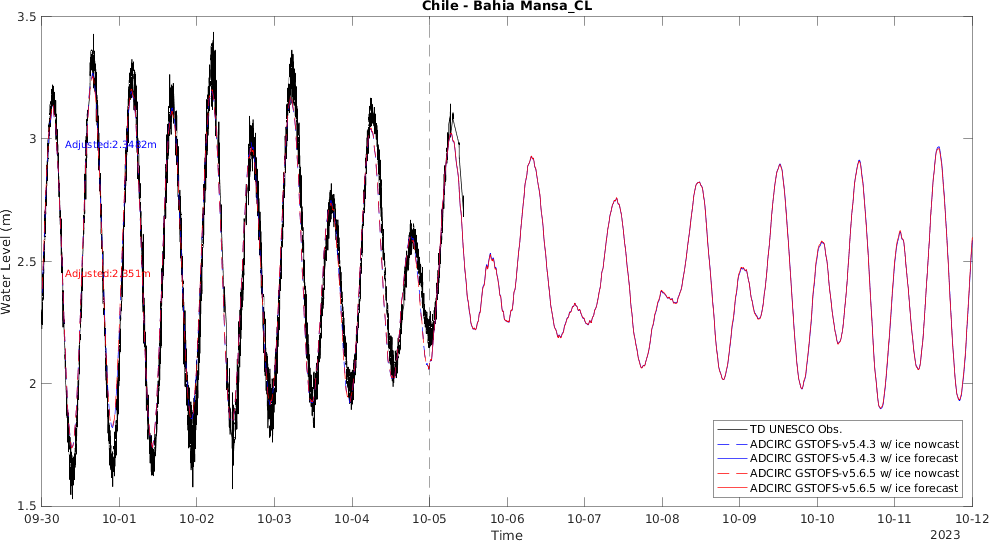 Chile - Bahia Mansa_CL
3.5
3
2.5
2
1.5
Water Level (m)
Adjusted:2.3482m
Adjusted:2.351m
TD UNESCO Obs.
ADCIRC GSTOFS-v5.4.3 w/ ice nowcast
ADCIRC GSTOFS-v5.4.3 w/ ice forecast
ADCIRC GSTOFS-v5.6.5 w/ ice nowcast
ADCIRC GSTOFS-v5.6.5 w/ ice forecast
09-30 10-01 10-02 10-03 10-04 10-05 10-06 10-07 10-08 10-09 10-10 10-11 10-12
Time
2023